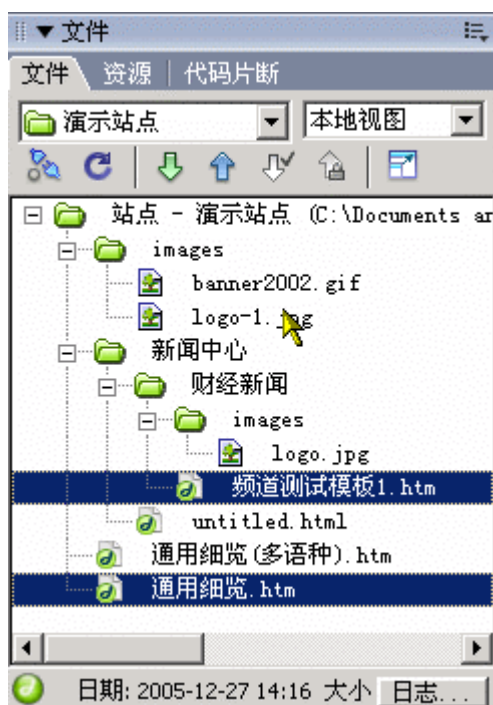 文件
文件 资源 代码片断
演示站点 本地视图
站点 - 演示站点 (C:\Documents ar
images
banner2002.gif
logo-1.jpg
新闻中心
财经新闻
images
logo.jpg
频道测试模板1.htm
untitled.html
通用细览(多语种).htm
通用细览.htm
日期: 2005-12-27 14:16 大小 日志...